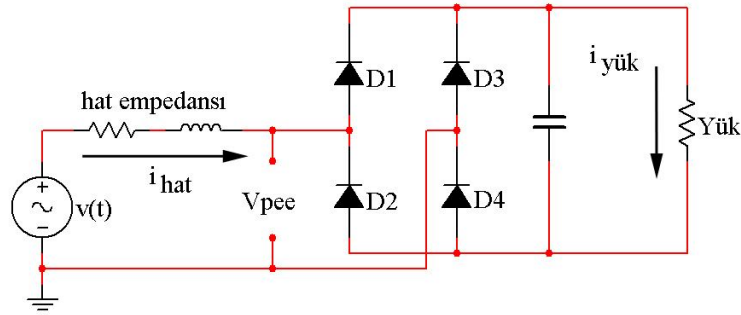 D1
D3
i yük
hat empedansı
Yük
i hat
Vpee
D2
D4
v(t)